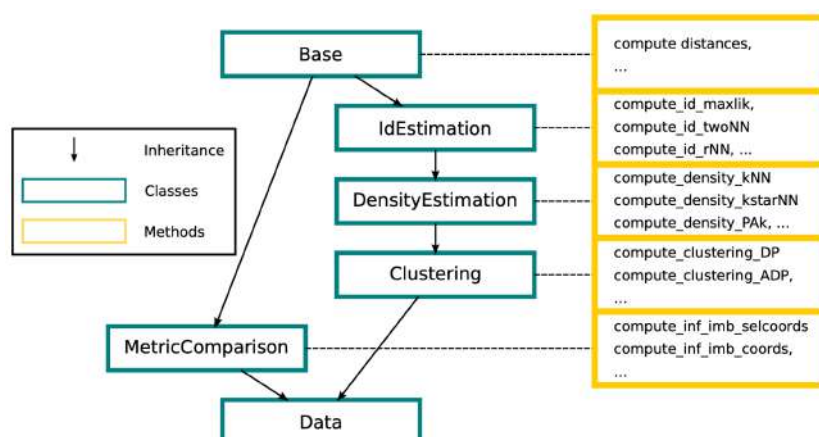 Base
compute distances,
...
IdEstimation
compute_id_maxlik,
compute_id_twoNN
compute_id_rNN, ...
Inheritance
Classes
Methods
DensityEstimation
compute_density_kNN
compute_density_kstarNN
compute_density_PAk, ...
Clustering
compute_clustering_DP
compute_clustering_ADP,
...
MetricComparison
compute_inf_imb_selcoords
compute_inf_imb_coords,
...
Data